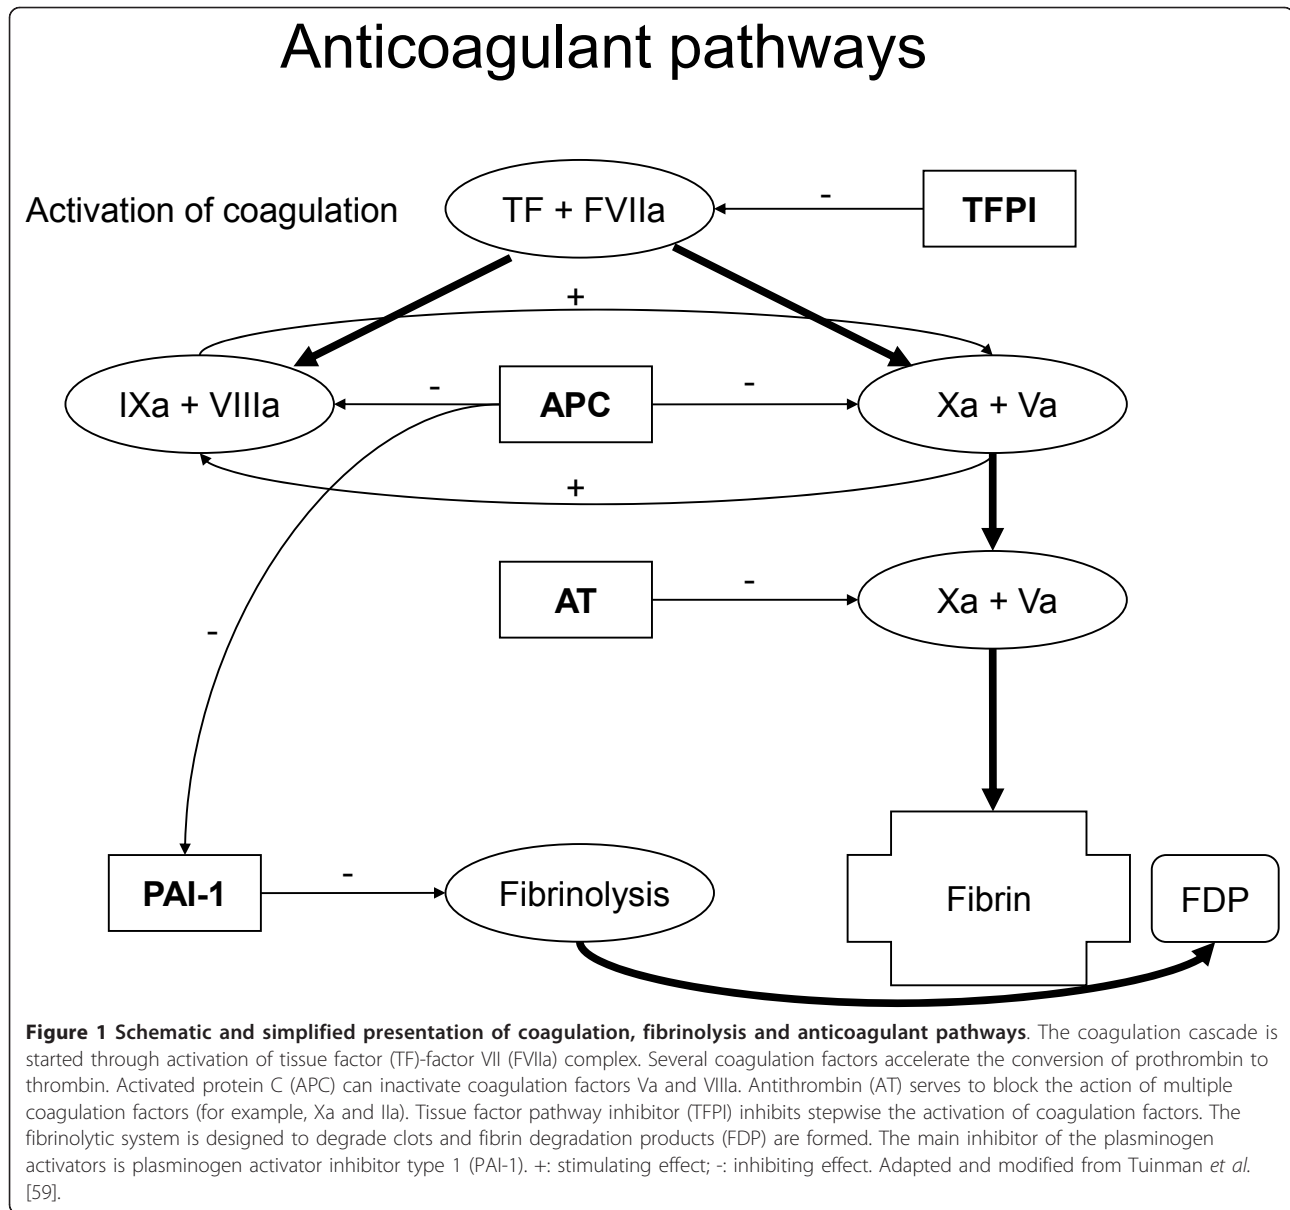 Anticoagulant pathways
Activation of coagulation
TF + FVIIa
-
TFPI
+
IXa + VIIIa
-
APC
-
Xa + Va
+
AT
-
Xa + Va
-
PAI-1
-
Fibrinolysis
Fibrin
FDP
Figure 1 Schematic and simplified presentation of coagulation, fibrinolysis and anticoagulant pathways. The coagulation cascade is
started through activation of tissue factor (TF)-factor VII (FVIIa) complex. Several coagulation factors accelerate the conversion of prothrombin to
thrombin. Activated protein C (APC) can inactivate coagulation factors Va and VIIIa. Antithrombin (AT) serves to block the action of multiple
coagulation factors (for example, Xa and IIa). Tissue factor pathway inhibitor (TFPI) inhibits stepwise the activation of coagulation factors. The
fibrinolytic system is designed to degrade clots and fibrin degradation products (FDP) are formed. The main inhibitor of the plasminogen
activators is plasminogen activator inhibitor type 1 (PAI-1). +: stimulating effect; -: inhibiting effect. Adapted and modified from Tuinman et al.
[59].